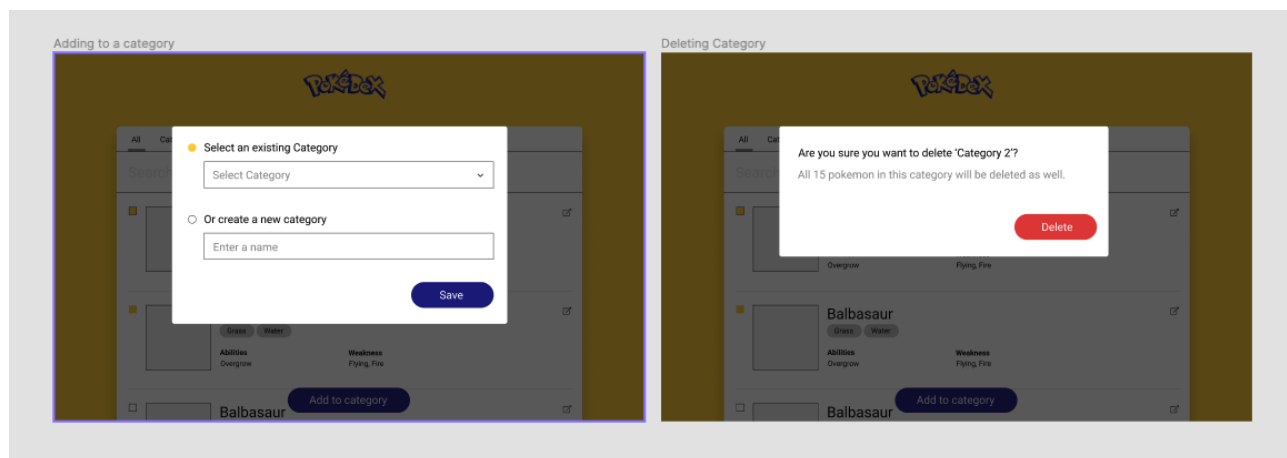 Adding to a category
PokéDex
All
Search
Select an existing Category
Select Category
Or create a new category
Enter a name
Save
Grass Water
Abilities Weakness
Overgrow Flying, Fire
Balbasaur
Add to category
Deleting Category
PokéDex
All
Search
Are you sure you want to delete 'Category 2'?
All 15 pokemon in this category will be deleted as well.
Delete
Overgrow Flying, Fire
Balbasaur
Grass Water
Abilities Weakness
Overgrow Flying, Fire
Balbasaur
Add to category